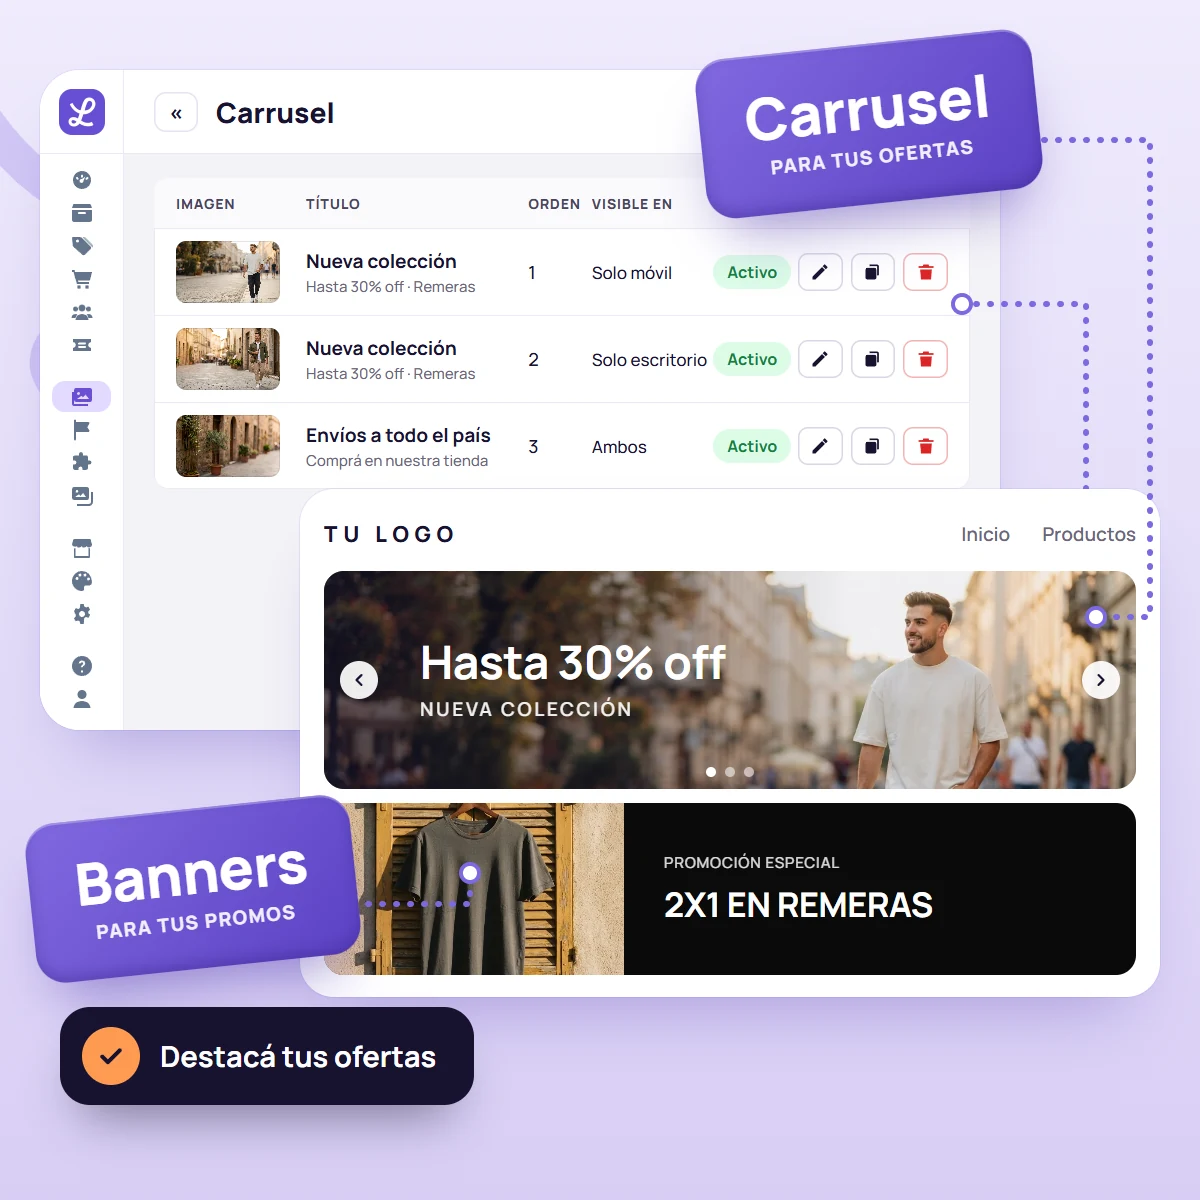 Carrusel
PARA TUS OFERTAS
« Carrusel
IMAGEN TÍTULO ORDEN VISIBLE EN
Nueva colección 1 Solo móvil Activo
Hasta 30% off · Remeras
Nueva colección 2 Solo escritorio Activo
Hasta 30% off · Remeras
Envíos a todo el país 3 Ambos Activo
Comprá en nuestra tienda
TU LOGO Inicio Productos
Hasta 30% off
NUEVA COLECCIÓN
Banners
PARA TUS PROMOS
PROMOCIÓN ESPECIAL
2X1 EN REMERAS
Destacá tus ofertas